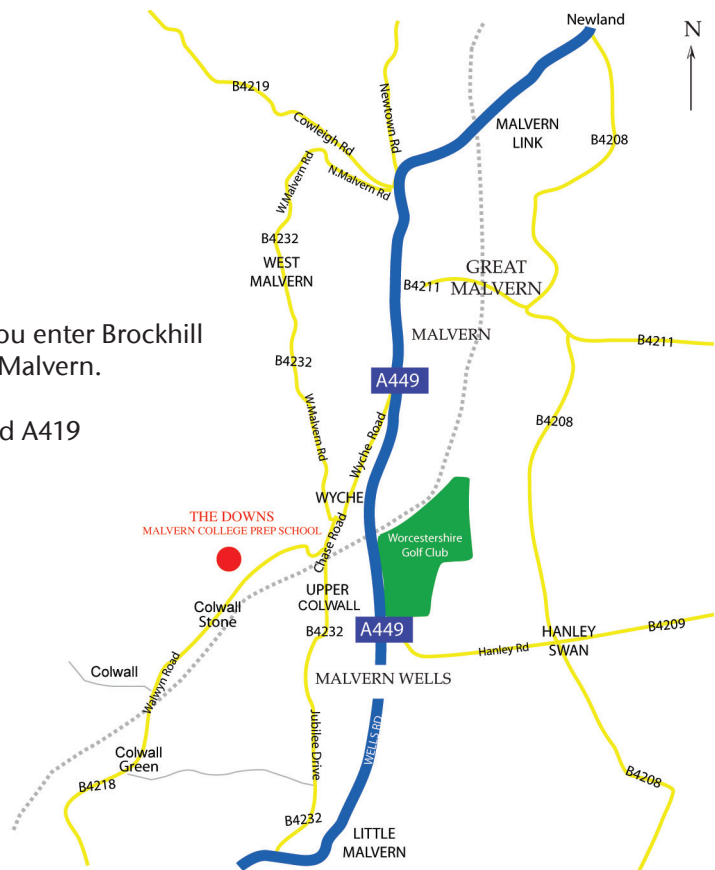 Newland
N
B4219
Newtown Rd
Cowleigh Rd
MALVERN
LINK
B4208
W.Malvern Rd
N.Malvern Rd
B4232
WEST
MALVERN
GREAT
MALVERN
B4211
ou enter Brockhill
Malvern.
MALVERN
B4211
B4232
A449
d A419
W.Malvern Rd
Wyche Road
B4208
WYCHE
THE DOWNS
MALVERN COLLEGE PREP SCHOOL
Chase Road
Worcestershire
Golf Club
Colwall
Stone
UPPER
COLWALL
B4232
A449
HANLEY
SWAN
B4209
Hanley Rd
Colwall
Walwyn Road
MALVERN WELLS
Colwall
Green
Jubilee Drive
WELLS RD
B4218
B4208
B4232
LITTLE
MALVERN